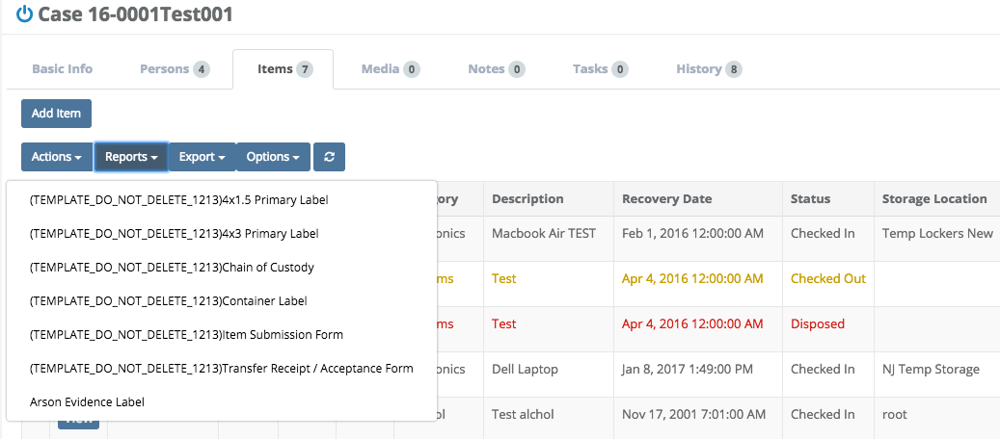 Case 16-0001Test001
Basic Info Persons 4 Items 7 Media 0 Notes 0 Tasks 0 History 8
Add Item
Actions Reports Export Options
(TEMPLATE_DO_NOT_DELETE_1213)4x1.5 Primary Label
(TEMPLATE_DO_NOT_DELETE_1213)4x3 Primary Label
(TEMPLATE_DO_NOT_DELETE_1213)Chain of Custody
(TEMPLATE_DO_NOT_DELETE_1213)Container Label
(TEMPLATE_DO_NOT_DELETE_1213)Item Submission Form
(TEMPLATE_DO_NOT_DELETE_1213)Transfer Receipt / Acceptance Form
Arson Evidence Label
View
ory Description Recovery Date Status Storage Location
onics Macbook Air TEST Feb 1, 2016 12:00:00 AM Checked In Temp Lockers New
ms Test Apr 4, 2016 12:00:00 AM Checked Out
ms Test Apr 4, 2016 12:00:00 AM Disposed
onics Dell Laptop Jan 8, 2017 1:49:00 PM Checked In NJ Temp Storage
ol Test alchol Nov 17, 2001 7:01:00 AM Checked In root